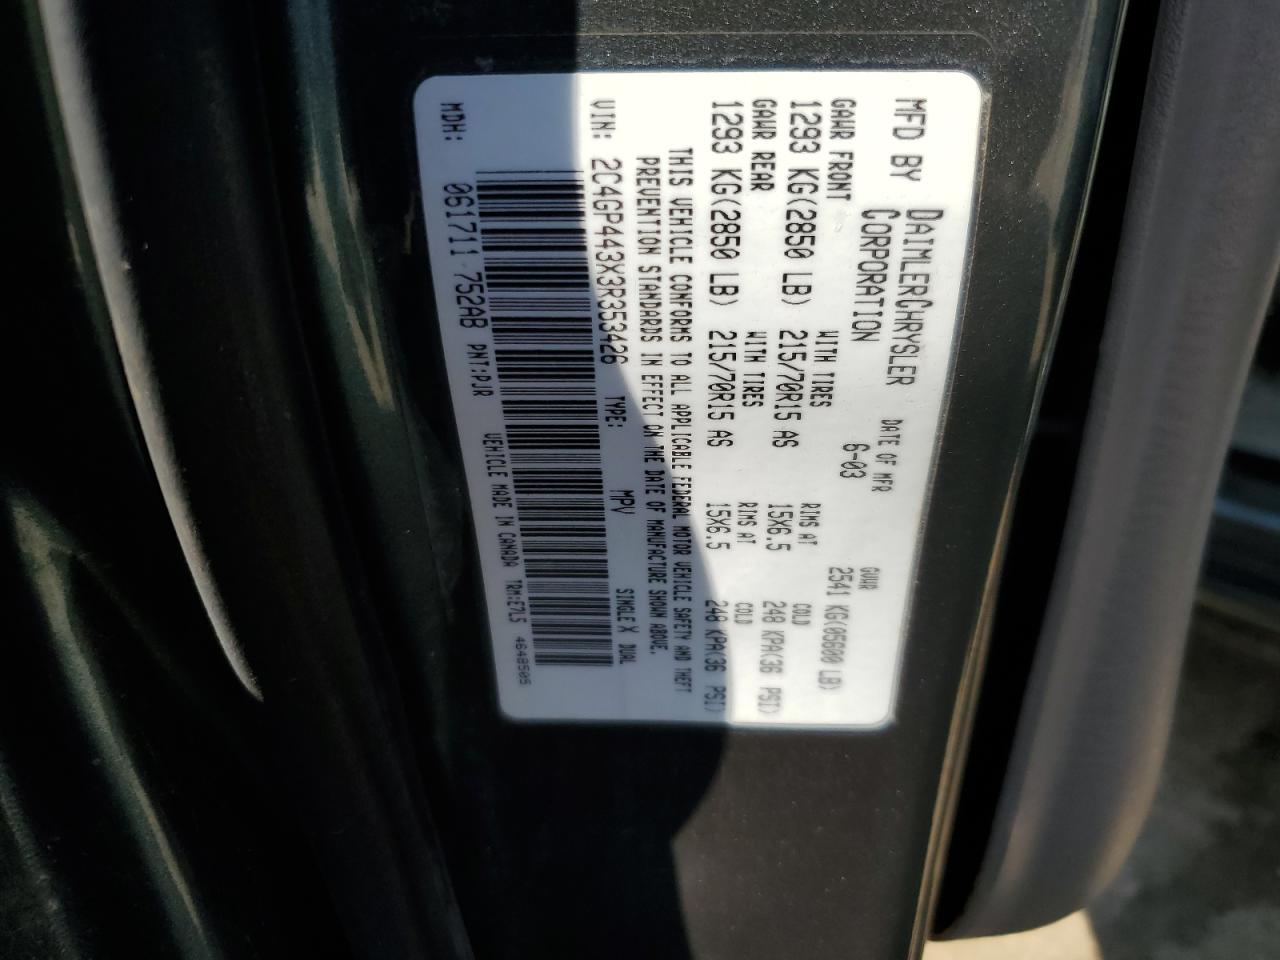 MFD BY DAIMLERCHRYSLER CORPORATION
DATE OF MFR 6-03
GVWR 2541 KG(05600 LB)
GAWR FRONT WITH TIRES RIMS AT COLD
1293 KG(2850 LB) 215/70R15 AS 15X6.5 248 KPA(36 PSI)
GAWR REAR WITH TIRES RIMS AT COLD
1293 KG(2850 LB) 215/70R15 AS 15X6.5 248 KPA(36 PSI)
THIS VEHICLE CONFORMS TO ALL APPLICABLE FEDERAL MOTOR VEHICLE SAFETY AND THEFT
PREVENTION STANDARDS IN EFFECT ON THE DATE OF MANUFACTURE SHOWN ABOVE.
VIN: 2C4GP443X3R353426 TYPE: MPV SINGLE X DUAL
MDH: 061711 752AB PNT:PJR VEHICLE MADE IN CANADA TRM:E7L5 4648505